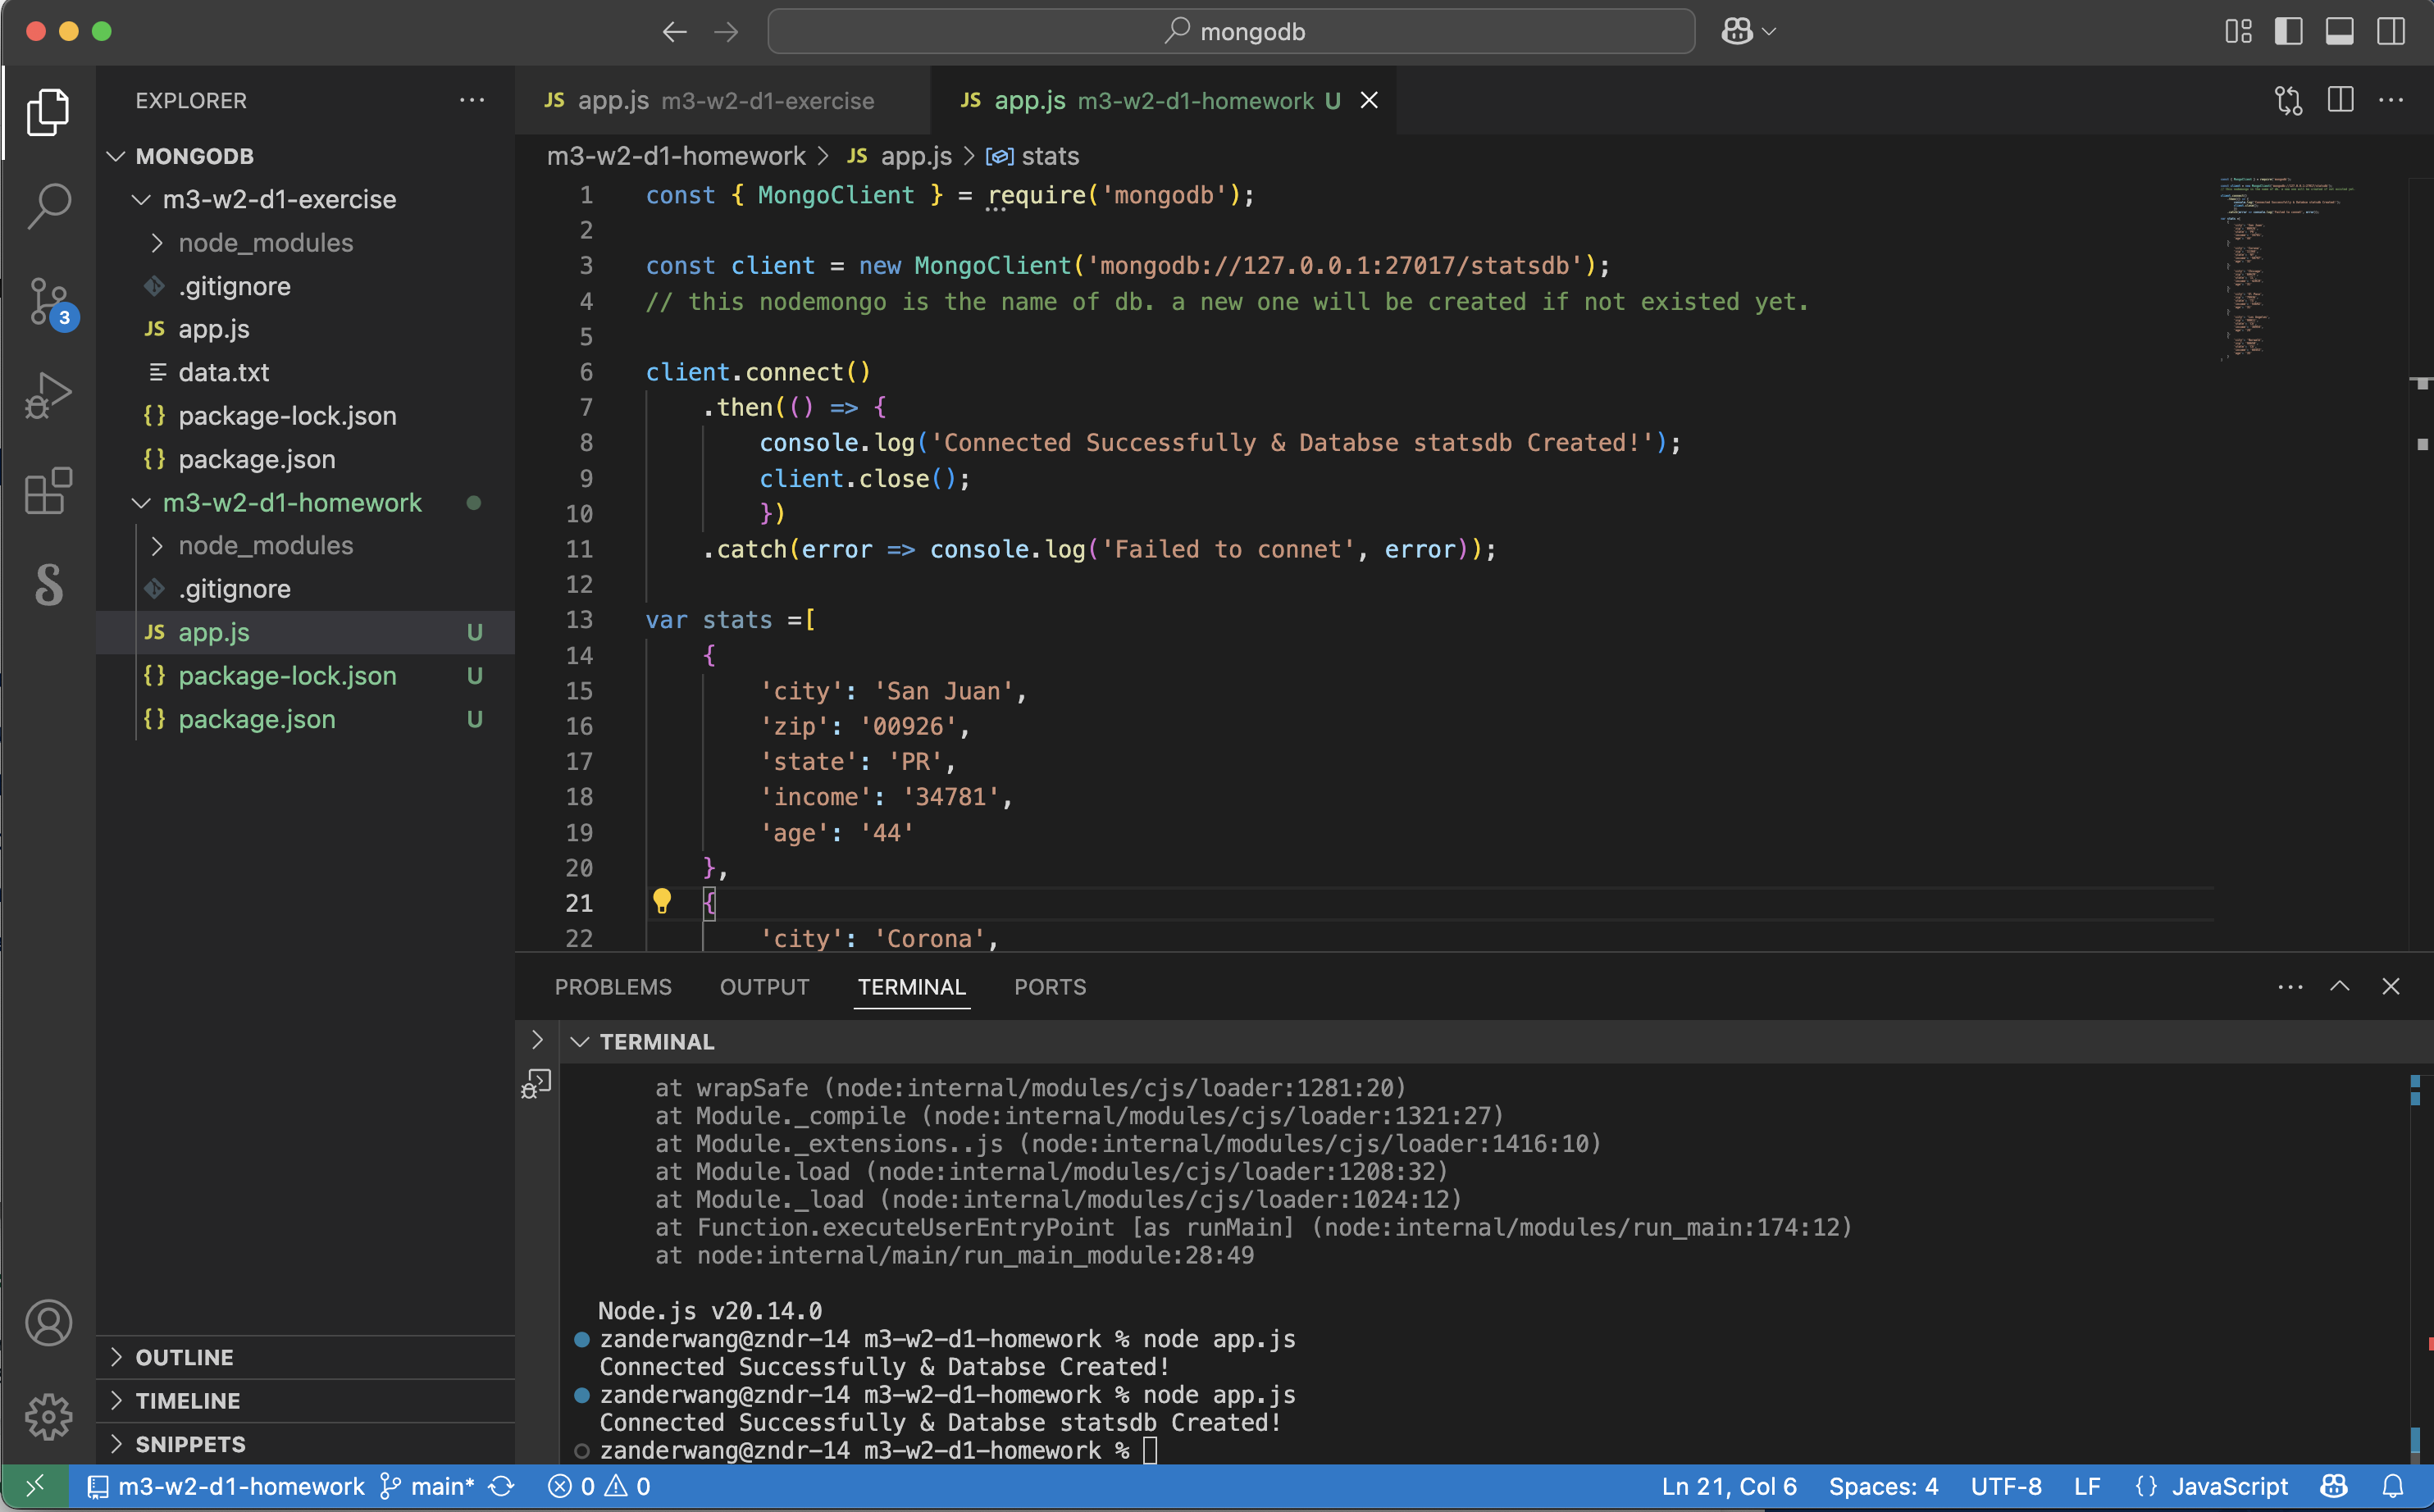 mongodb
EXPLORER
JS app.js m3-w2-d1-exercise
JS app.js m3-w2-d1-homework U
MONGODB
m3-w2-d1-exercise
node_modules
.gitignore
JS app.js
data.txt
{} package-lock.json
{} package.json
m3-w2-d1-homework
node_modules
.gitignore
JS app.js U
{} package-lock.json U
{} package.json U
3
OUTLINE
TIMELINE
SNIPPETS
m3-w2-d1-homework > JS app.js > stats
1 const { MongoClient } = require('mongodb');
2
3 const client = new MongoClient('mongodb://127.0.0.1:27017/statsdb');
4 // this nodemongo is the name of db. a new one will be created if not existed yet.
5
6 client.connect()
7 .then(() => {
8 console.log('Connected Successfully & Databse statsdb Created!');
9 client.close();
10 })
11 .catch(error => console.log('Failed to connet', error));
12
13 var stats =[
14 {
15 'city': 'San Juan',
16 'zip': '00926',
17 'state': 'PR',
18 'income': '34781',
19 'age': '44'
20 },
21 {
22 'city': 'Corona',
PROBLEMS OUTPUT TERMINAL PORTS
TERMINAL
at wrapSafe (node:internal/modules/cjs/loader:1281:20)
at Module._compile (node:internal/modules/cjs/loader:1321:27)
at Module._extensions..js (node:internal/modules/cjs/loader:1416:10)
at Module.load (node:internal/modules/cjs/loader:1208:32)
at Module._load (node:internal/modules/cjs/loader:1024:12)
at Function.executeUserEntryPoint [as runMain] (node:internal/modules/run_main:174:12)
at node:internal/main/run_main_module:28:49
Node.js v20.14.0
zanderwang@zndr-14 m3-w2-d1-homework % node app.js
Connected Successfully & Databse Created!
zanderwang@zndr-14 m3-w2-d1-homework % node app.js
Connected Successfully & Databse statsdb Created!
zanderwang@zndr-14 m3-w2-d1-homework %
m3-w2-d1-homework main* 0 0 Ln 21, Col 6 Spaces: 4 UTF-8 LF {} JavaScript